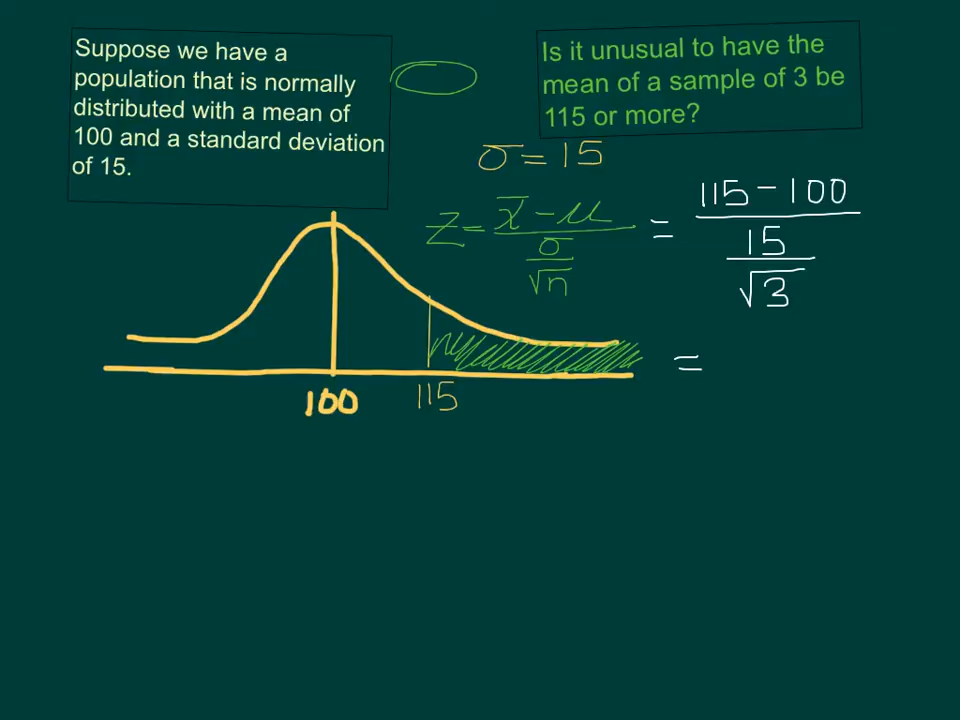 Suppose we have a
population that is normally
distributed with a mean of
100 and a standard deviation
of 15.
Is it unusual to have the
mean of a sample of 3 be
115 or more?
σ = 15
z = (x̄ − μ) / (σ / √n) = (115 − 100) / (15 / √3)
=
100
115